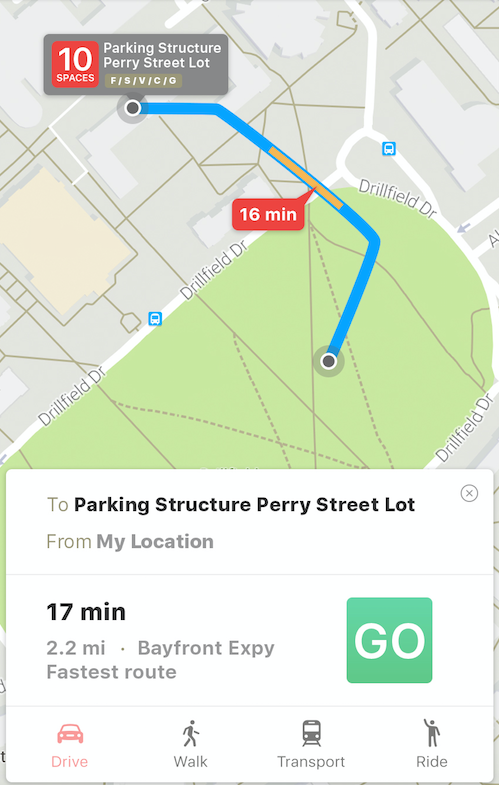 10
SPACES
Parking Structure
Perry Street Lot
F/S/V/C/G
Drillfield Dr
16 min
Drillfield Dr
Drillfield Dr
Drillfield Dr
To Parking Structure Perry Street Lot
From My Location
17 min
2.2 mi · Bayfront Expy
Fastest route
GO
Drive
Walk
Transport
Ride